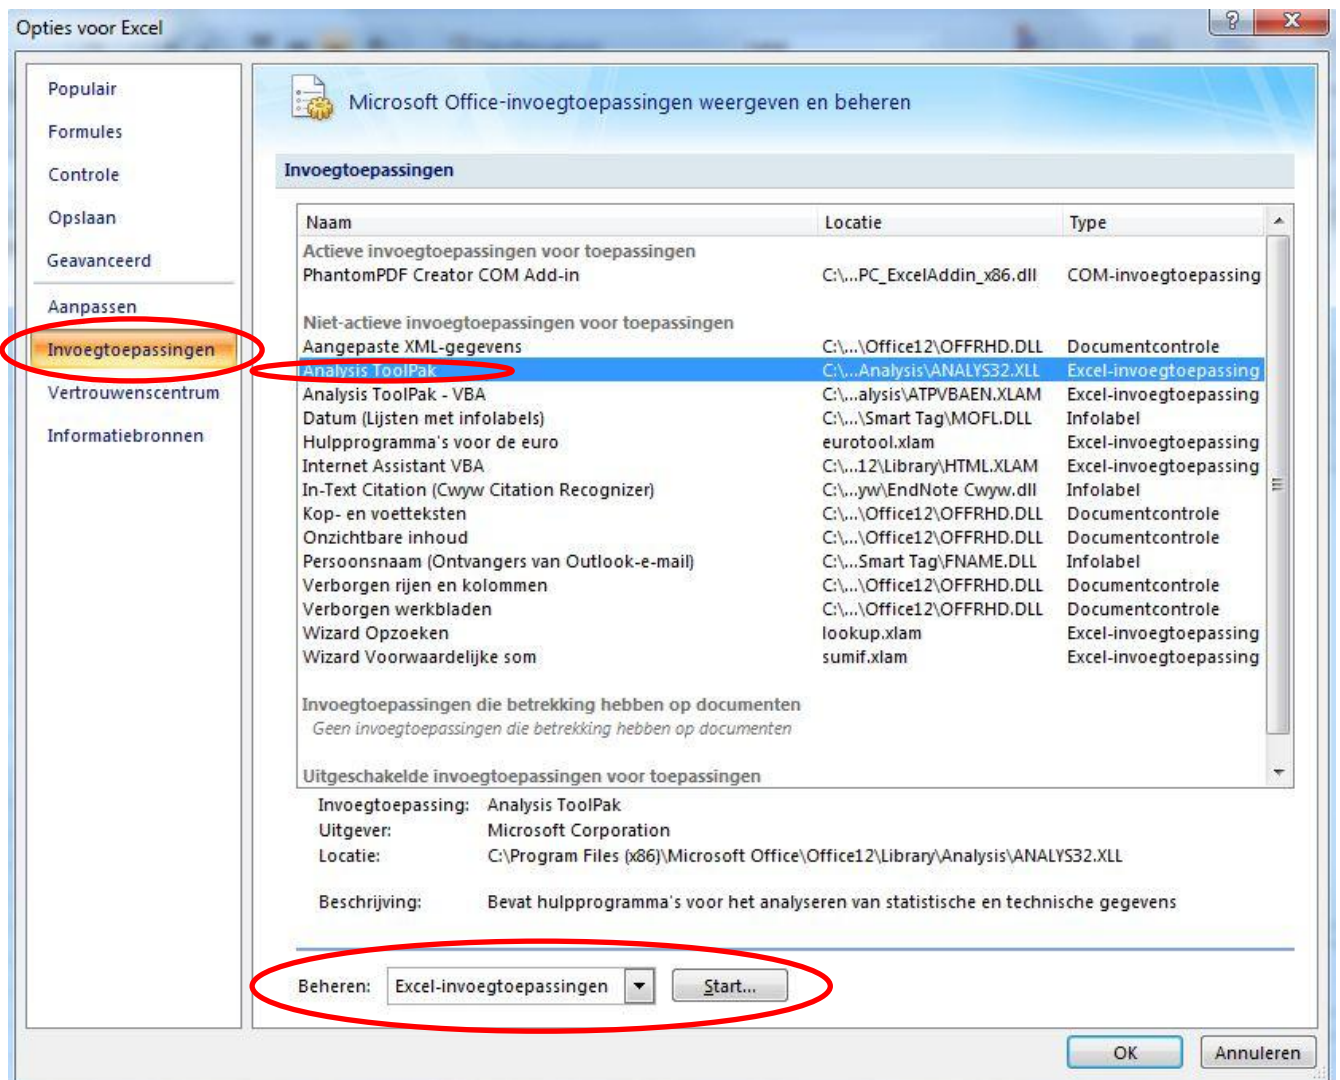 Opties voor Excel
Populair
Formules
Controle
Opslaan
Geavanceerd
Aanpassen
Invoegtoepassingen
Vertrouwenscentrum
Informatiebronnen
Microsoft Office-invoegtoepassingen weergeven en beheren
Invoegtoepassingen
Naam Locatie Type
Actieve invoegtoepassingen voor toepassingen
PhantomPDF Creator COM Add-in C:\...PC_ExcelAddin_x86.dll COM-invoegtoepassing
Niet-actieve invoegtoepassingen voor toepassingen
Aangepaste XML-gegevens C:\...\Office12\OFFRHD.DLL Documentcontrole
Analysis ToolPak C:\...Analysis\ANALYS32.XLL Excel-invoegtoepassing
Analysis ToolPak - VBA C:\...alysis\ATPVBAEN.XLAM Excel-invoegtoepassing
Datum (Lijsten met infolabels) C:\...\Smart Tag\MOFL.DLL Infolabel
Hulpprogramma's voor de euro eurotool.xlam Excel-invoegtoepassing
Internet Assistant VBA C:\...12\Library\HTML.XLAM Excel-invoegtoepassing
In-Text Citation (Cwyw Citation Recognizer) C:\...yw\EndNote Cwyw.dll Infolabel
Kop- en voetteksten C:\...\Office12\OFFRHD.DLL Documentcontrole
Onzichtbare inhoud C:\...\Office12\OFFRHD.DLL Documentcontrole
Persoonsnaam (Ontvangers van Outlook-e-mail) C:\...Smart Tag\FNAME.DLL Infolabel
Verborgen rijen en kolommen C:\...\Office12\OFFRHD.DLL Documentcontrole
Verborgen werkbladen C:\...\Office12\OFFRHD.DLL Documentcontrole
Wizard Opzoeken lookup.xlam Excel-invoegtoepassing
Wizard Voorwaardelijke som sumif.xlam Excel-invoegtoepassing
Invoegtoepassingen die betrekking hebben op documenten
Geen invoegtoepassingen die betrekking hebben op documenten
Uitgeschakelde invoegtoepassingen voor toepassingen
Invoegtoepassing: Analysis ToolPak
Uitgever: Microsoft Corporation
Locatie: C:\Program Files (x86)\Microsoft Office\Office12\Library\Analysis\ANALYS32.XLL
Beschrijving: Bevat hulpprogramma's voor het analyseren van statistische en technische gegevens
Beheren: Excel-invoegtoepassingen Start...
OK Annuleren